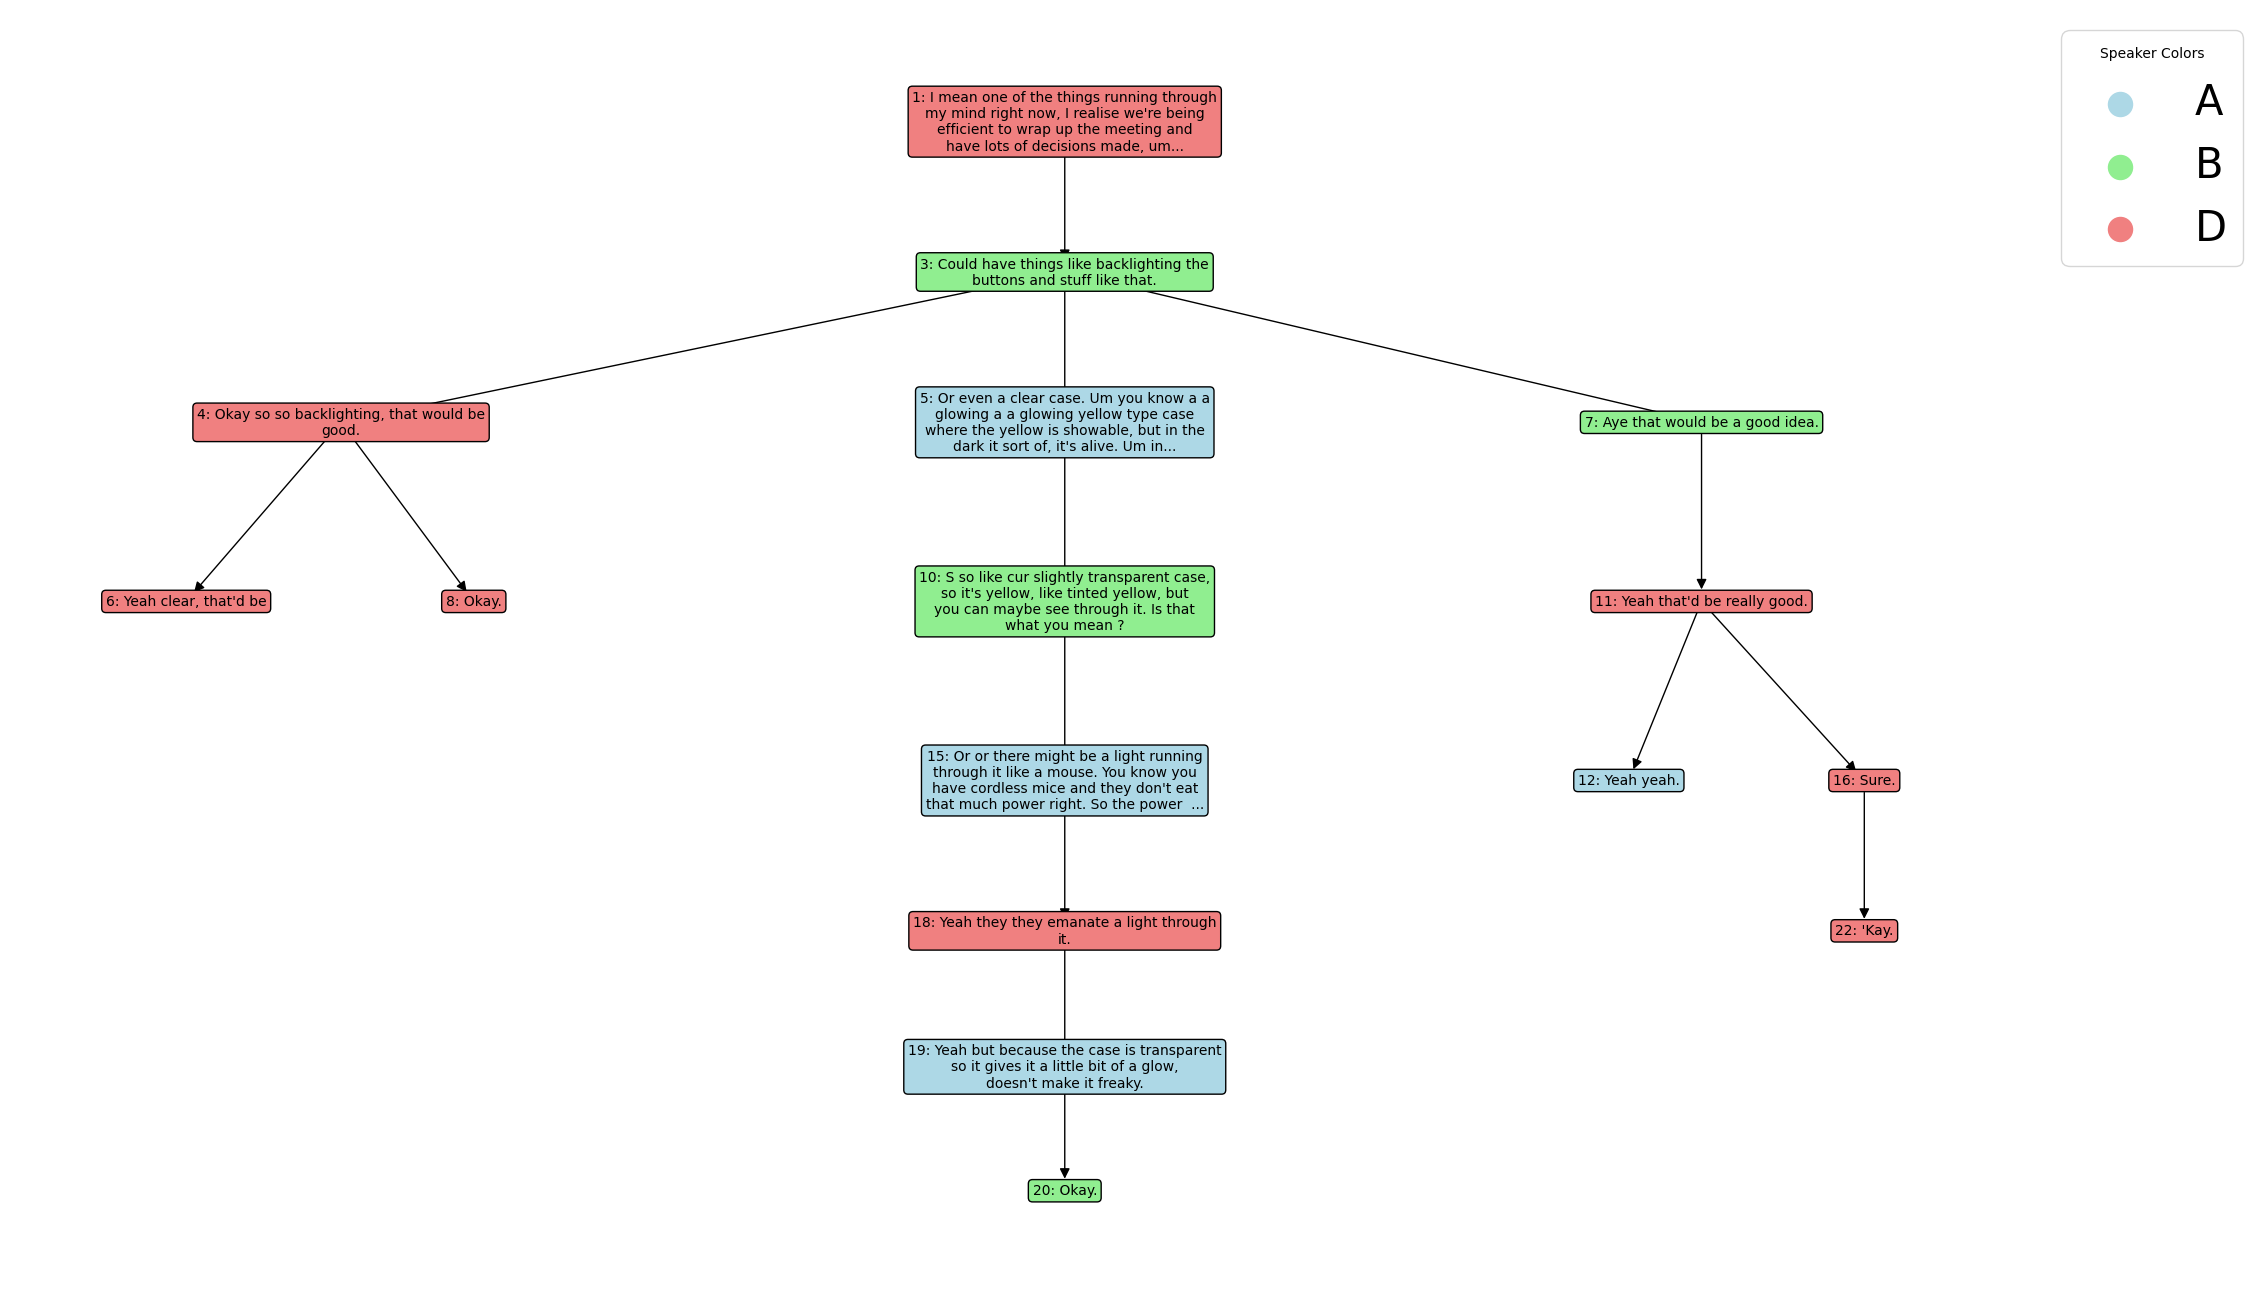 Speaker Colors
A
B
D
1: I mean one of the things running through
my mind right now, I realise we're being
efficient to wrap up the meeting and
have lots of decisions made, um...
3: Could have things like backlighting the
buttons and stuff like that.
4: Okay so so backlighting, that would be
good.
5: Or even a clear case. Um you know a a
glowing a a glowing yellow type case
where the yellow is showable, but in the
dark it sort of, it's alive. Um in...
7: Aye that would be a good idea.
6: Yeah clear, that'd be
8: Okay.
10: S so like cur slightly transparent case,
so it's yellow, like tinted yellow, but
you can maybe see through it. Is that
what you mean ?
11: Yeah that'd be really good.
15: Or or there might be a light running
through it like a mouse. You know you
have cordless mice and they don't eat
that much power right. So the power  ...
12: Yeah yeah.
16: Sure.
18: Yeah they they emanate a light through
it.
22: 'Kay.
19: Yeah but because the case is transparent
so it gives it a little bit of a glow,
doesn't make it freaky.
20: Okay.